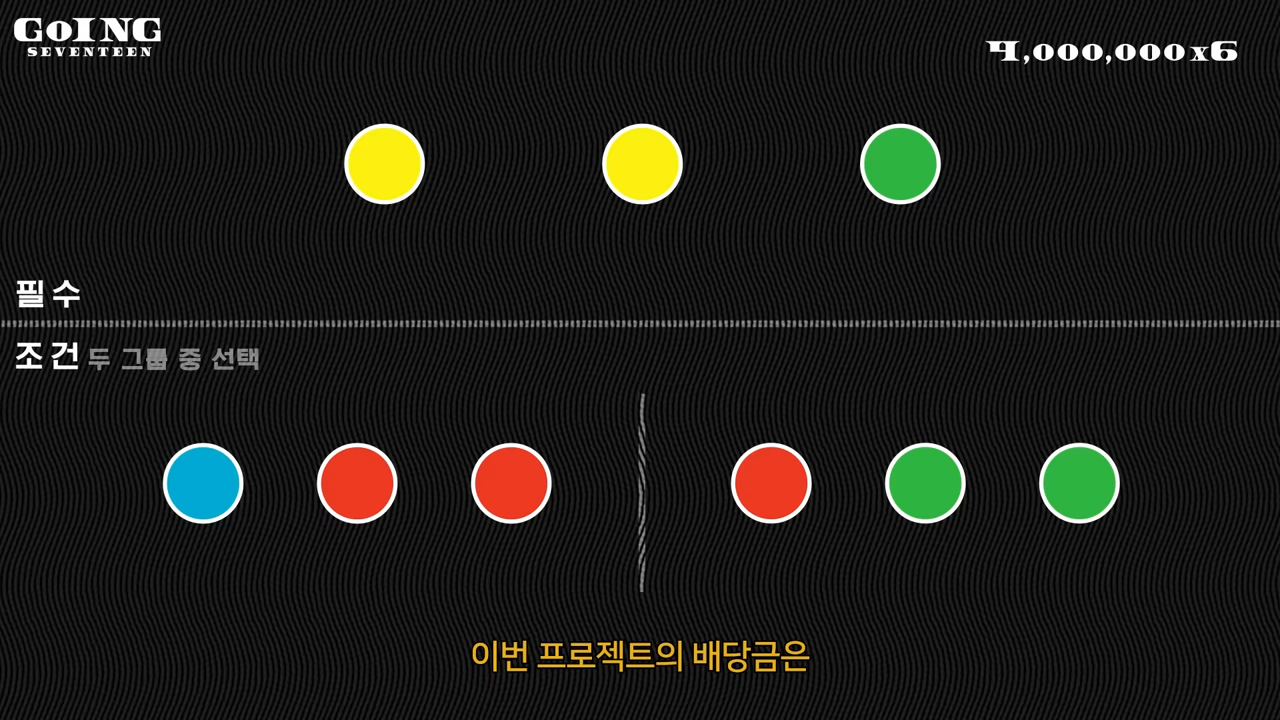 GoING
SEVENTEEN
4,000,000x6
필수
조건 두 그룹 중 선택
이번 프로젝트의 배당금은